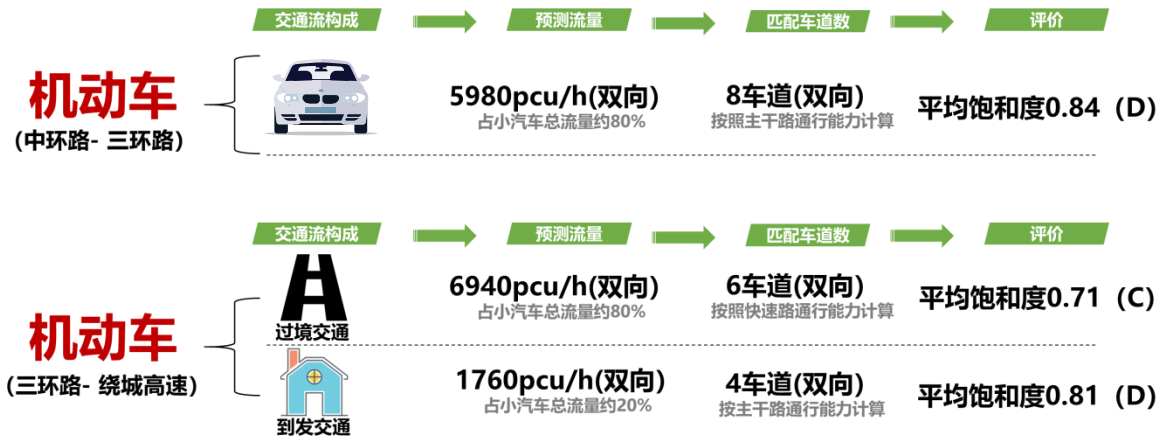 交通流构成
预测流量
匹配车道数
评价
机动车
(中环路- 三环路)
5980pcu/h(双向)
占小汽车总流量约80%
8车道(双向)
按照主干路通行能力计算
平均饱和度0.84（D）
交通流构成
预测流量
匹配车道数
评价
机动车
(三环路- 绕城高速)
过境交通
6940pcu/h(双向)
占小汽车总流量约80%
6车道(双向)
按照快速路通行能力计算
平均饱和度0.71（C）
到发交通
1760pcu/h(双向)
占小汽车总流量约20%
4车道(双向)
按主干路通行能力计算
平均饱和度0.81（D）